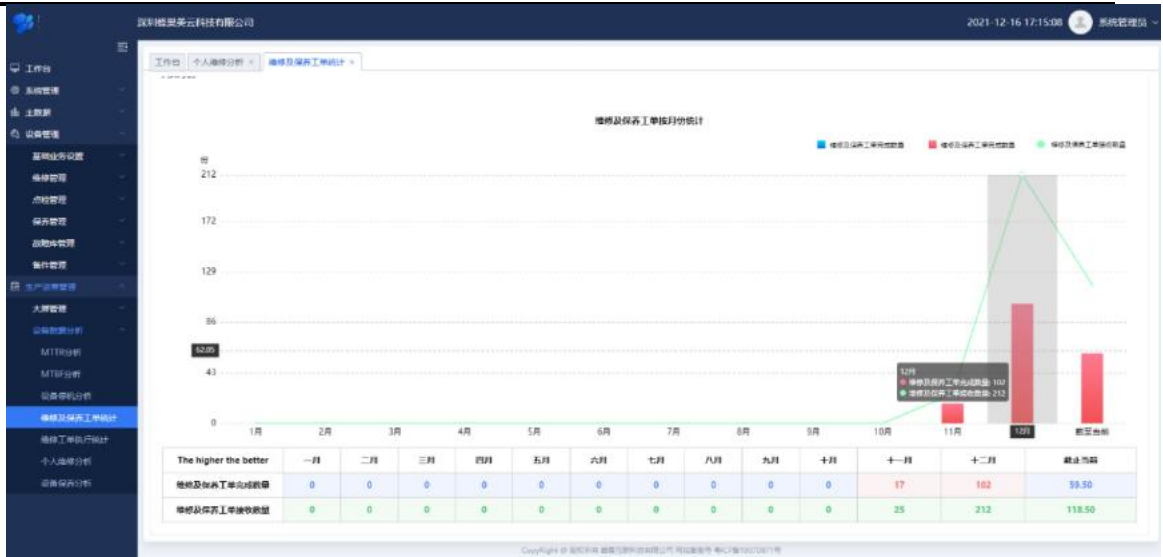 深圳蜂巢美云科技有限公司
2021-12-16 17:15:08 系统管理员
工作台 个人维修分析 × 维修及保养工单统计 ×
工作台
系统管理
主数据
设备管理
基础业务设置
维修管理
点检管理
保养管理
故障库管理
备件管理
生产运营管理
大屏管理
设备数据分析
MTTR分析
MTBF分析
设备停机分析
维修及保养工单统计
维修工单执行统计
个人维修分析
设备保养分析
维修及保养工单按月份统计
维修及保养工单完成数量 维修及保养工单完成数量 维修及保养工单接收数量
份
212
172
129
86
62.05
43
0
12月
维修及保养工单完成数量: 102
维修及保养工单接收数量: 212
1月 2月 3月 4月 5月 6月 7月 8月 9月 10月 11月 12月 截至当前
The higher the better 一月 二月 三月 四月 五月 六月 七月 八月 九月 十月 十一月 十二月 截止当前
维修及保养工单完成数量 0 0 0 0 0 0 0 0 0 0 17 102 59.50
维修及保养工单接收数量 0 0 0 0 0 0 0 0 0 0 25 212 118.50